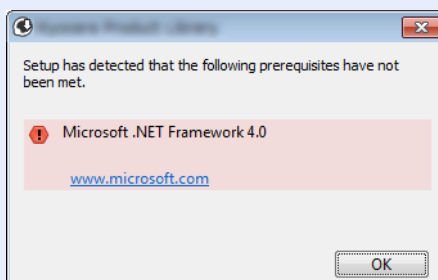 Setup has detected that the following prerequisites have not
been met.
Microsoft .NET Framework 4.0
www.microsoft.com
OK